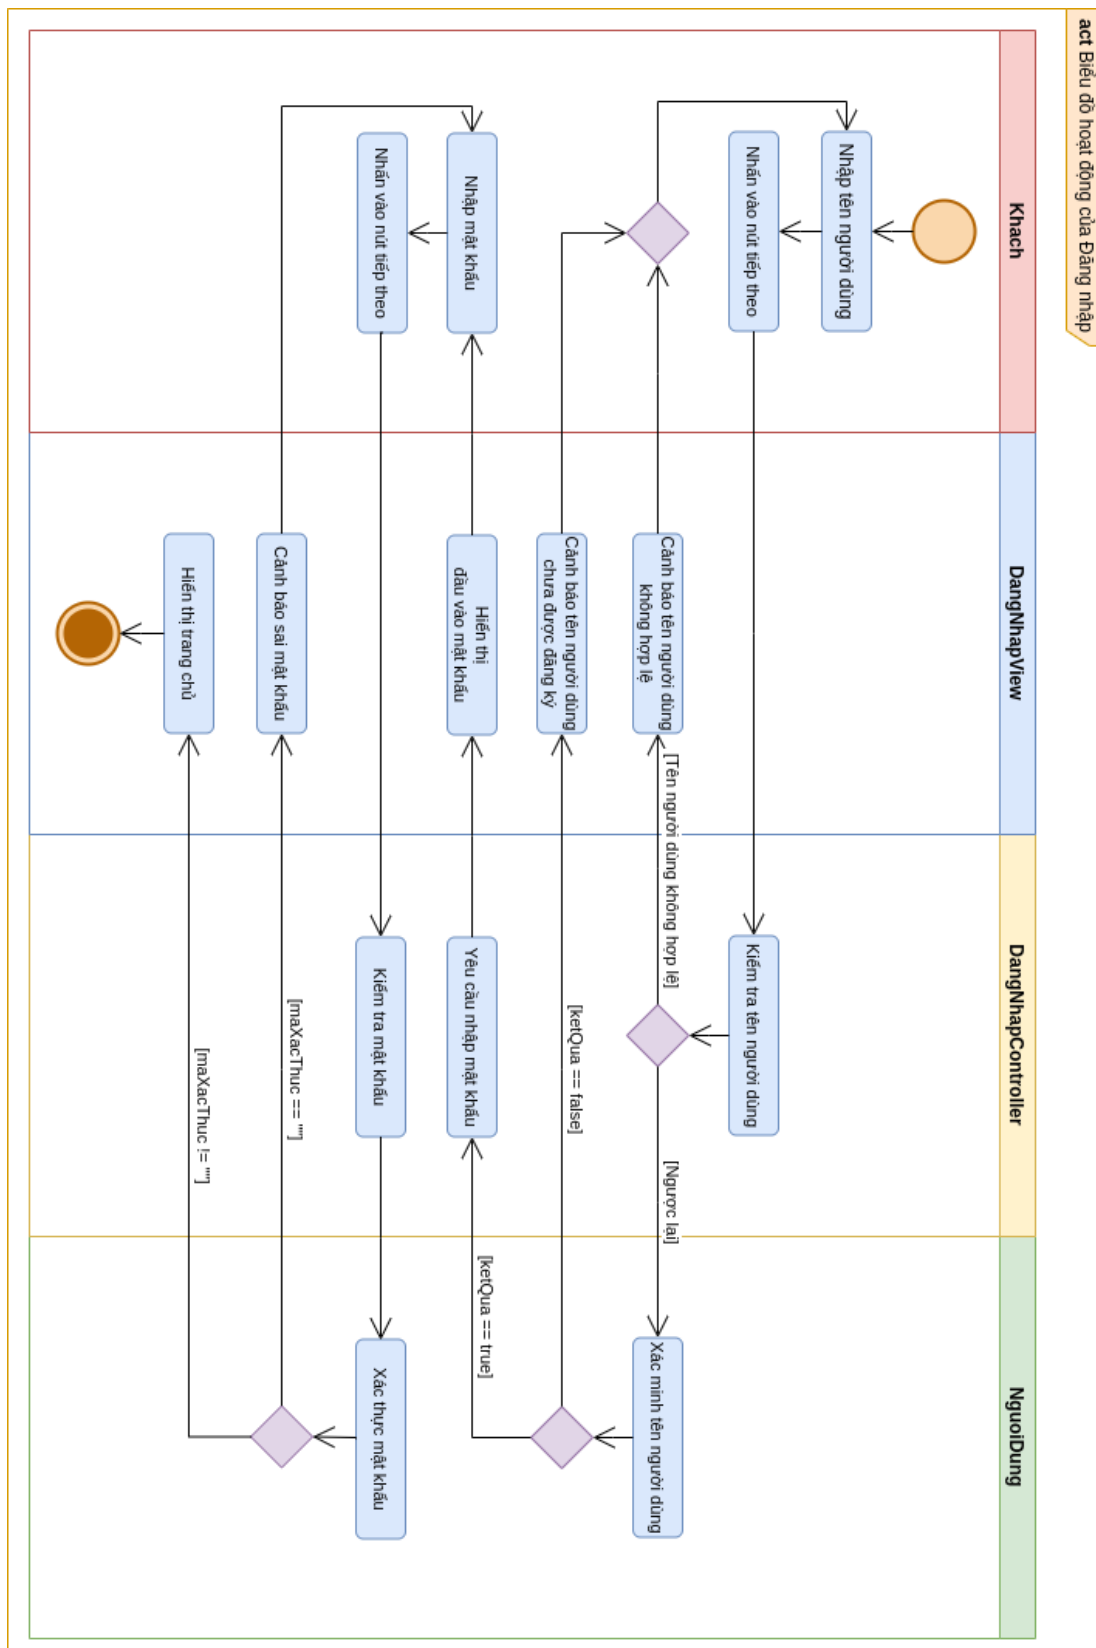 act Biểu đồ hoạt động của Đăng nhập
Khach
DangNhapView
DangNhapController
NguoiDung
Nhập tên người dùng
Nhấn vào nút tiếp theo
Kiểm tra tên người dùng
[Tên người dùng không hợp lệ]
[Ngược lại]
Cảnh báo tên người dùng
không hợp lệ
Xác minh tên người dùng
Cảnh báo tên người dùng
chưa được đăng ký
[ketQua == false]
[ketQua == true]
Nhập mật khẩu
Hiển thị
đầu vào mật khẩu
Yêu cầu nhập mật khẩu
Nhấn vào nút tiếp theo
Kiểm tra mật khẩu
Xác thực mật khẩu
Cảnh báo sai mật khẩu
[maXacThuc == ""]
Hiển thị trang chủ
[maXacThuc != ""]